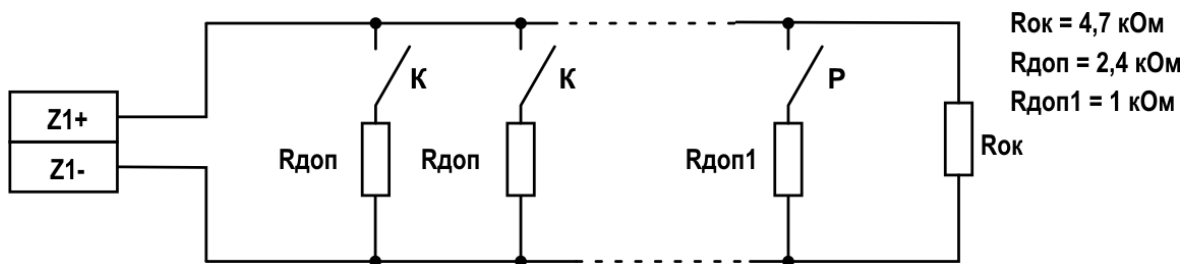 Rок = 4,7 кОм
Rдоп = 2,4 кОм
Rдоп1 = 1 кОм
К
К
Р
Z1+
Z1-
Rдоп
Rдоп
Rдоп1
Rок